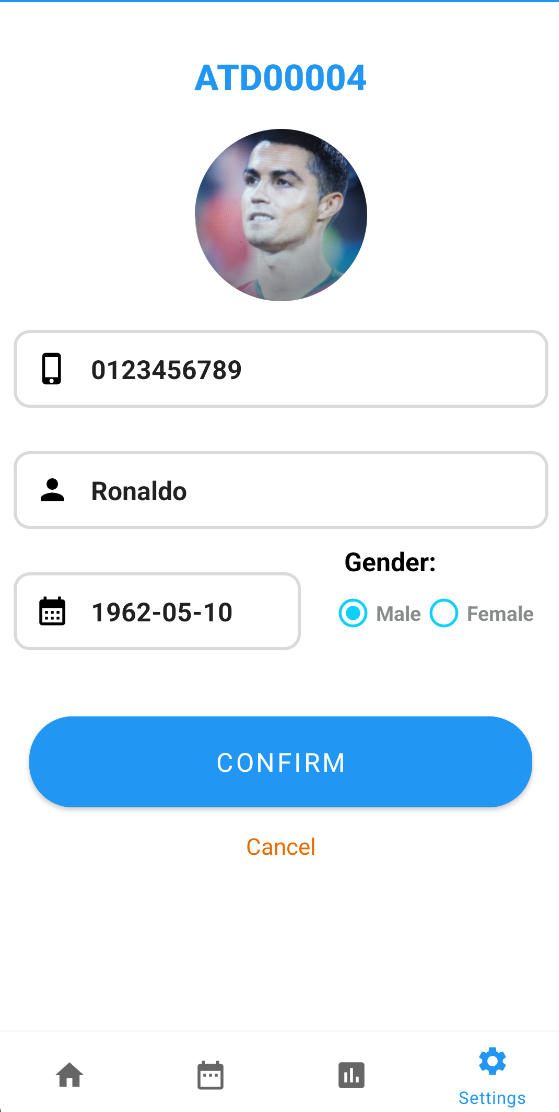 ATD00004
0123456789
Ronaldo
Gender:
1962-05-10
Male
Female
CONFIRM
Cancel
Settings